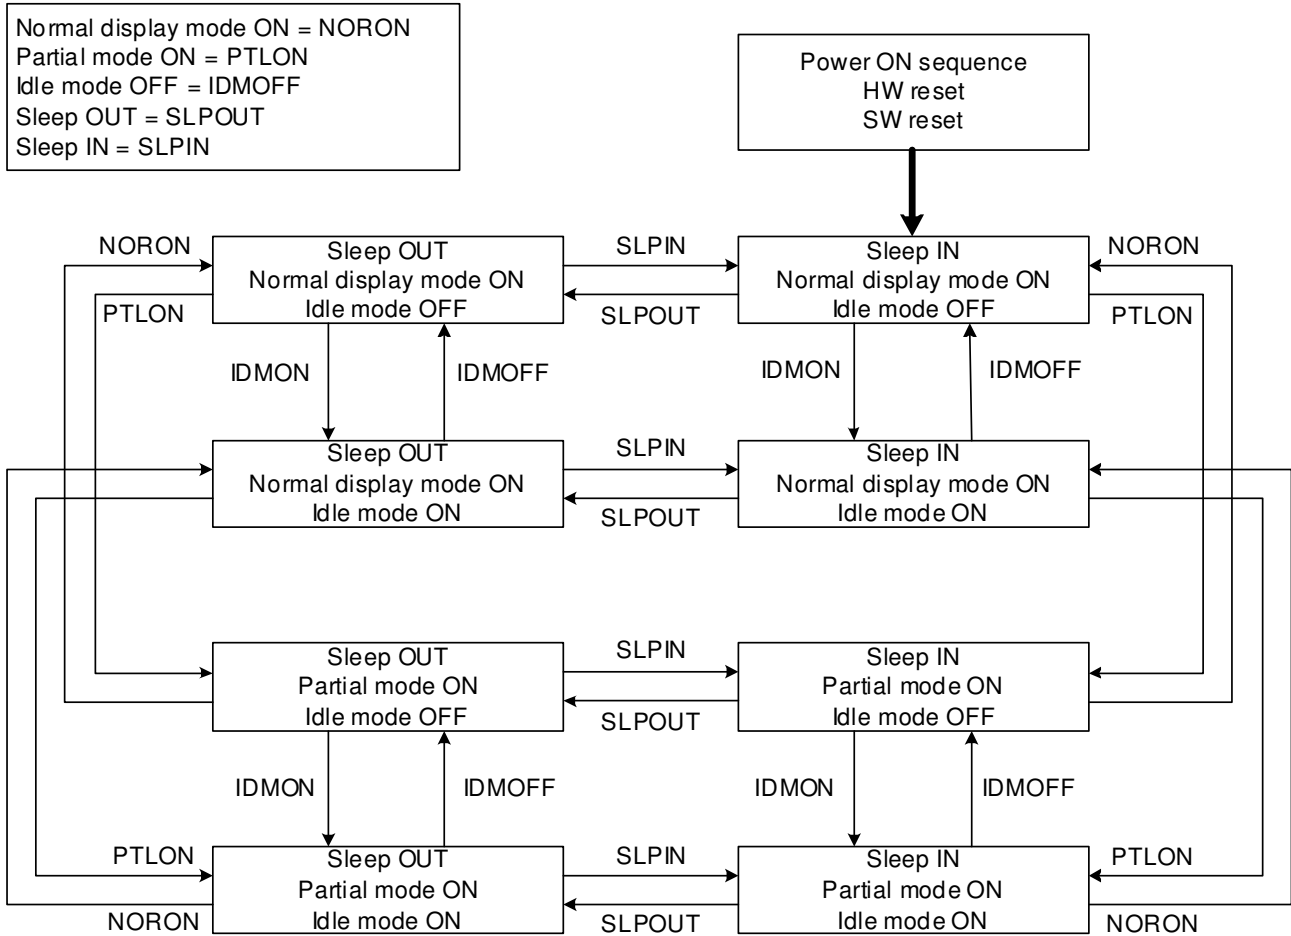 Normal display mode ON = NORON
Partial mode ON = PTLON
Idle mode OFF = IDMOFF
Sleep OUT = SLPOUT
Sleep IN = SLPIN
Power ON sequence
HW reset
SW reset
NORON
Sleep OUT
Normal display mode ON
Idle mode OFF
PTLON
SLPIN
SLPOUT
Sleep IN
Normal display mode ON
Idle mode OFF
NORON
PTLON
IDMON
IDMOFF
IDMON
IDMOFF
Sleep OUT
Normal display mode ON
Idle mode ON
SLPIN
SLPOUT
Sleep IN
Normal display mode ON
Idle mode ON
Sleep OUT
Partial mode ON
Idle mode OFF
SLPIN
SLPOUT
Sleep IN
Partial mode ON
Idle mode OFF
IDMON
IDMOFF
IDMON
IDMOFF
PTLON
NORON
Sleep OUT
Partial mode ON
Idle mode ON
SLPIN
SLPOUT
Sleep IN
Partial mode ON
Idle mode ON
PTLON
NORON